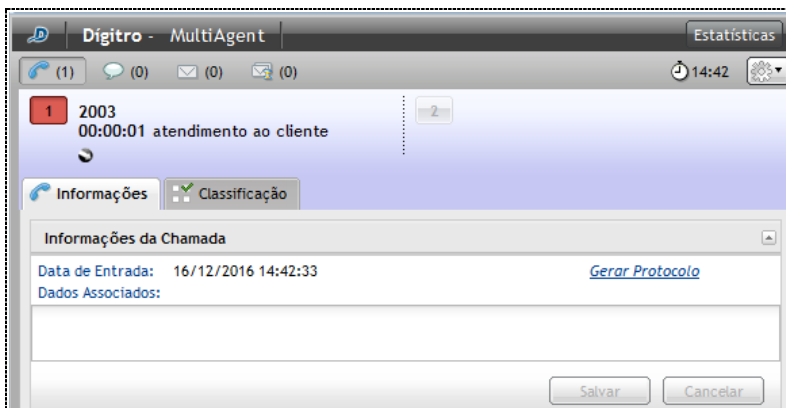 Dígitro - MultiAgent Estatísticas
(1) (0) (0) (0) 14:42
1 2003 2
00:00:01 atendimento ao cliente
Informações Classificação
Informações da Chamada
Data de Entrada: 16/12/2016 14:42:33 Gerar Protocolo
Dados Associados:
Salvar Cancelar